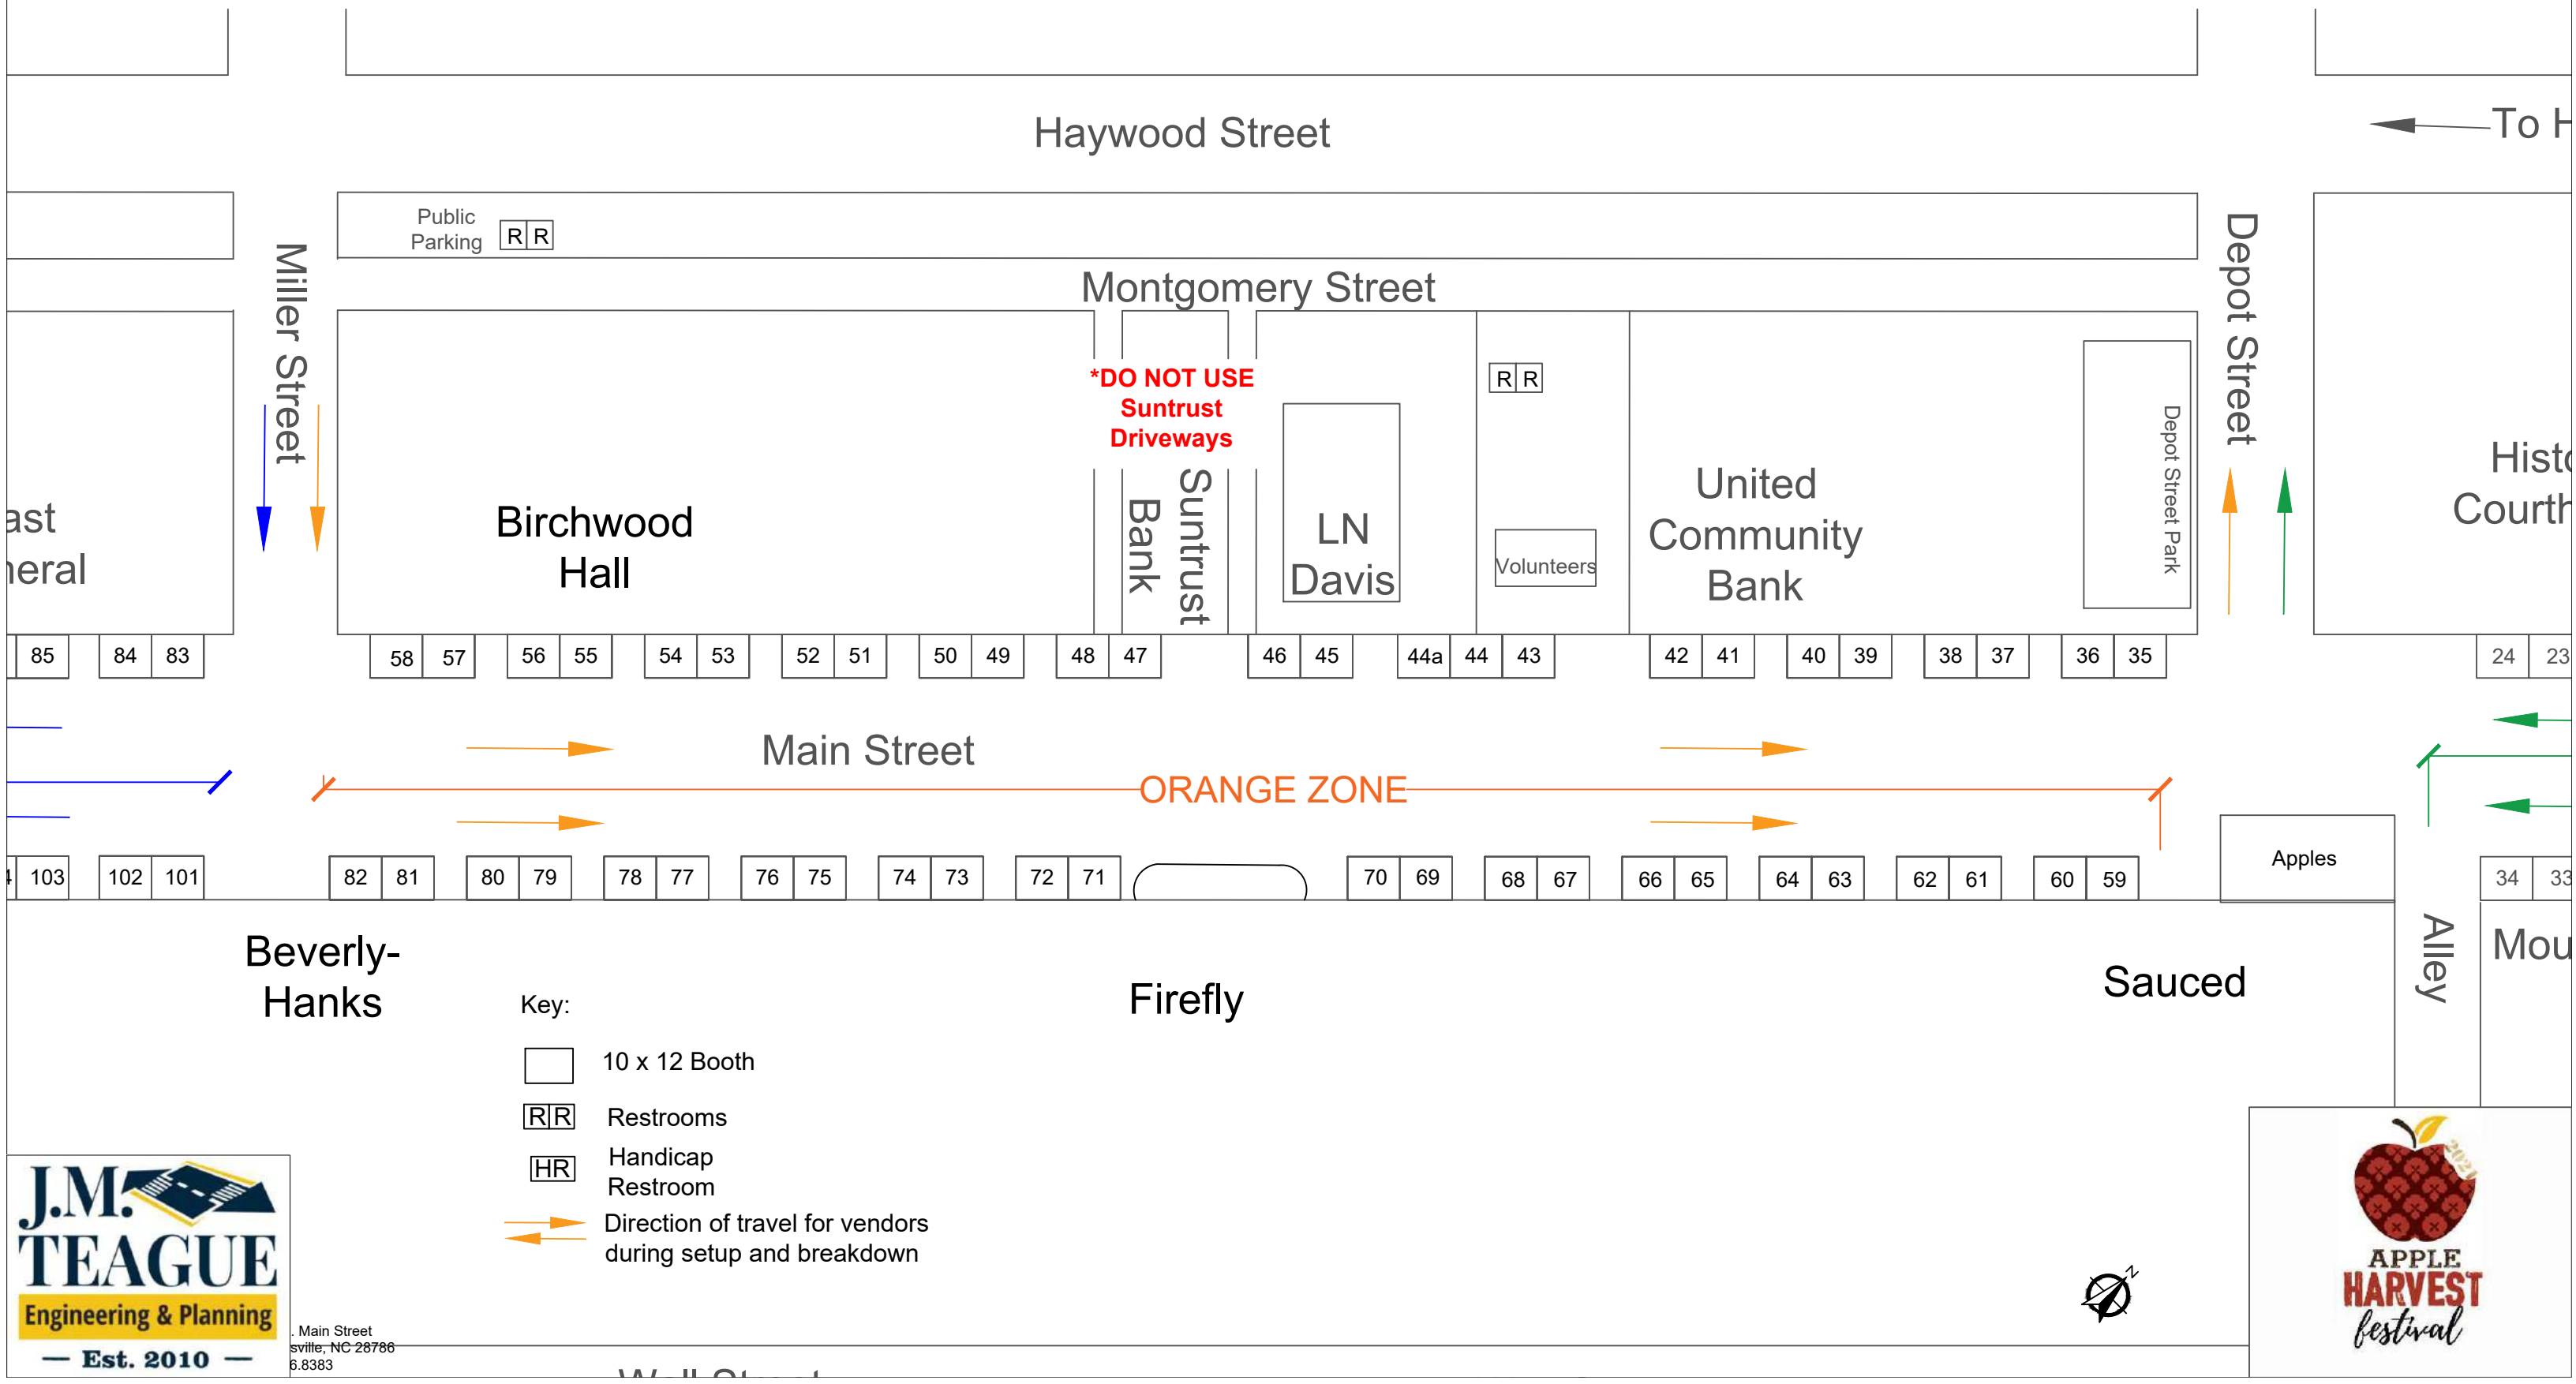 Haywood Street
To H
Public
Parking
R R
Montgomery Street
Miller Street
Depot Street
*DO NOT USE
Suntrust
Driveways
R R
Depot Street Park
ast
neral
Birchwood
Hall
Suntrust
Bank
LN
Davis
Volunteers
United
Community
Bank
Histo
Courth
85 84 83 58 57 56 55 54 53 52 51 50 49 48 47 46 45 44a 44 43 42 41 40 39 38 37 36 35 24 23
Main Street
ORANGE ZONE
Apples
103 102 101 82 81 80 79 78 77 76 75 74 73 72 71 70 69 68 67 66 65 64 63 62 61 60 59 34 33
Beverly-
Hanks
Firefly
Sauced
Alley
Mou
Key:
10 x 12 Booth
RR Restrooms
HR Handicap
Restroom
Direction of travel for vendors
during setup and breakdown
J.M.
TEAGUE
Engineering & Planning
— Est. 2010 —
. Main Street
sville, NC 28786
6.8383
N
2021
APPLE
HARVEST
festival
Wall Street